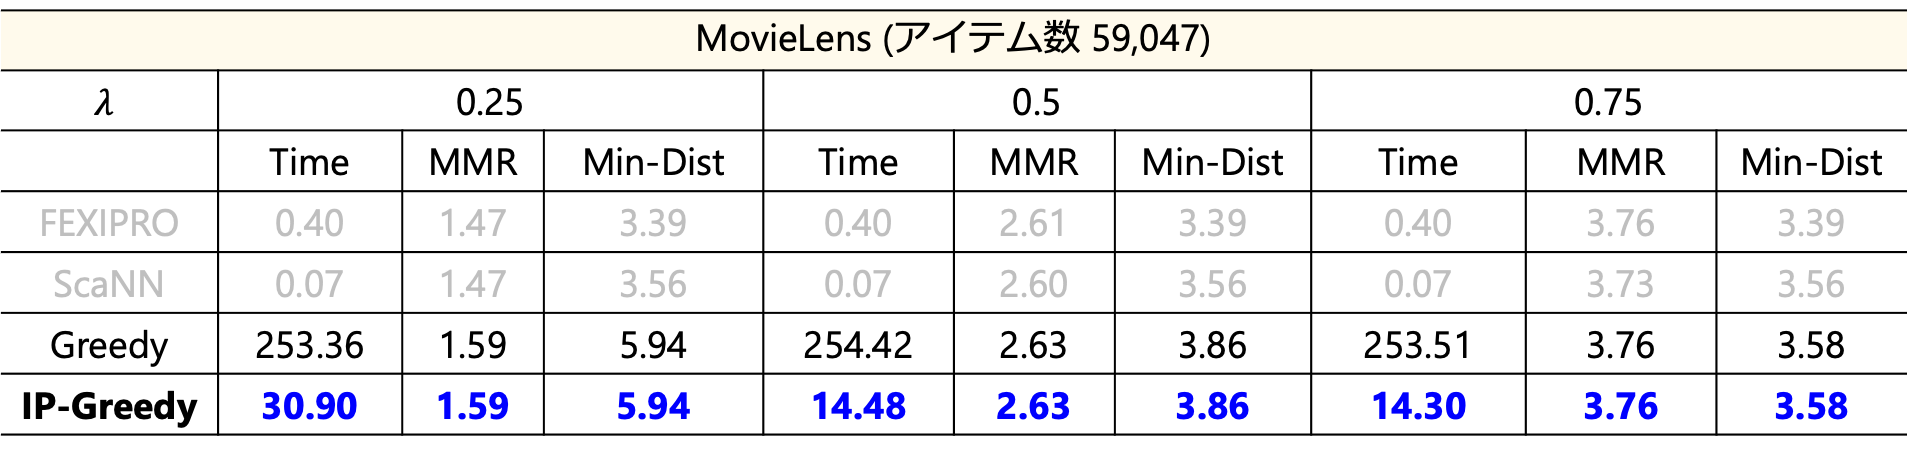 MovieLens (アイテム数 59,047)
λ 0.25 0.5 0.75
Time MMR Min-Dist Time MMR Min-Dist Time MMR Min-Dist
FEXIPRO 0.40 1.47 3.39 0.40 2.61 3.39 0.40 3.76 3.39
ScaNN 0.07 1.47 3.56 0.07 2.60 3.56 0.07 3.73 3.56
Greedy 253.36 1.59 5.94 254.42 2.63 3.86 253.51 3.76 3.58
IP-Greedy 30.90 1.59 5.94 14.48 2.63 3.86 14.30 3.76 3.58